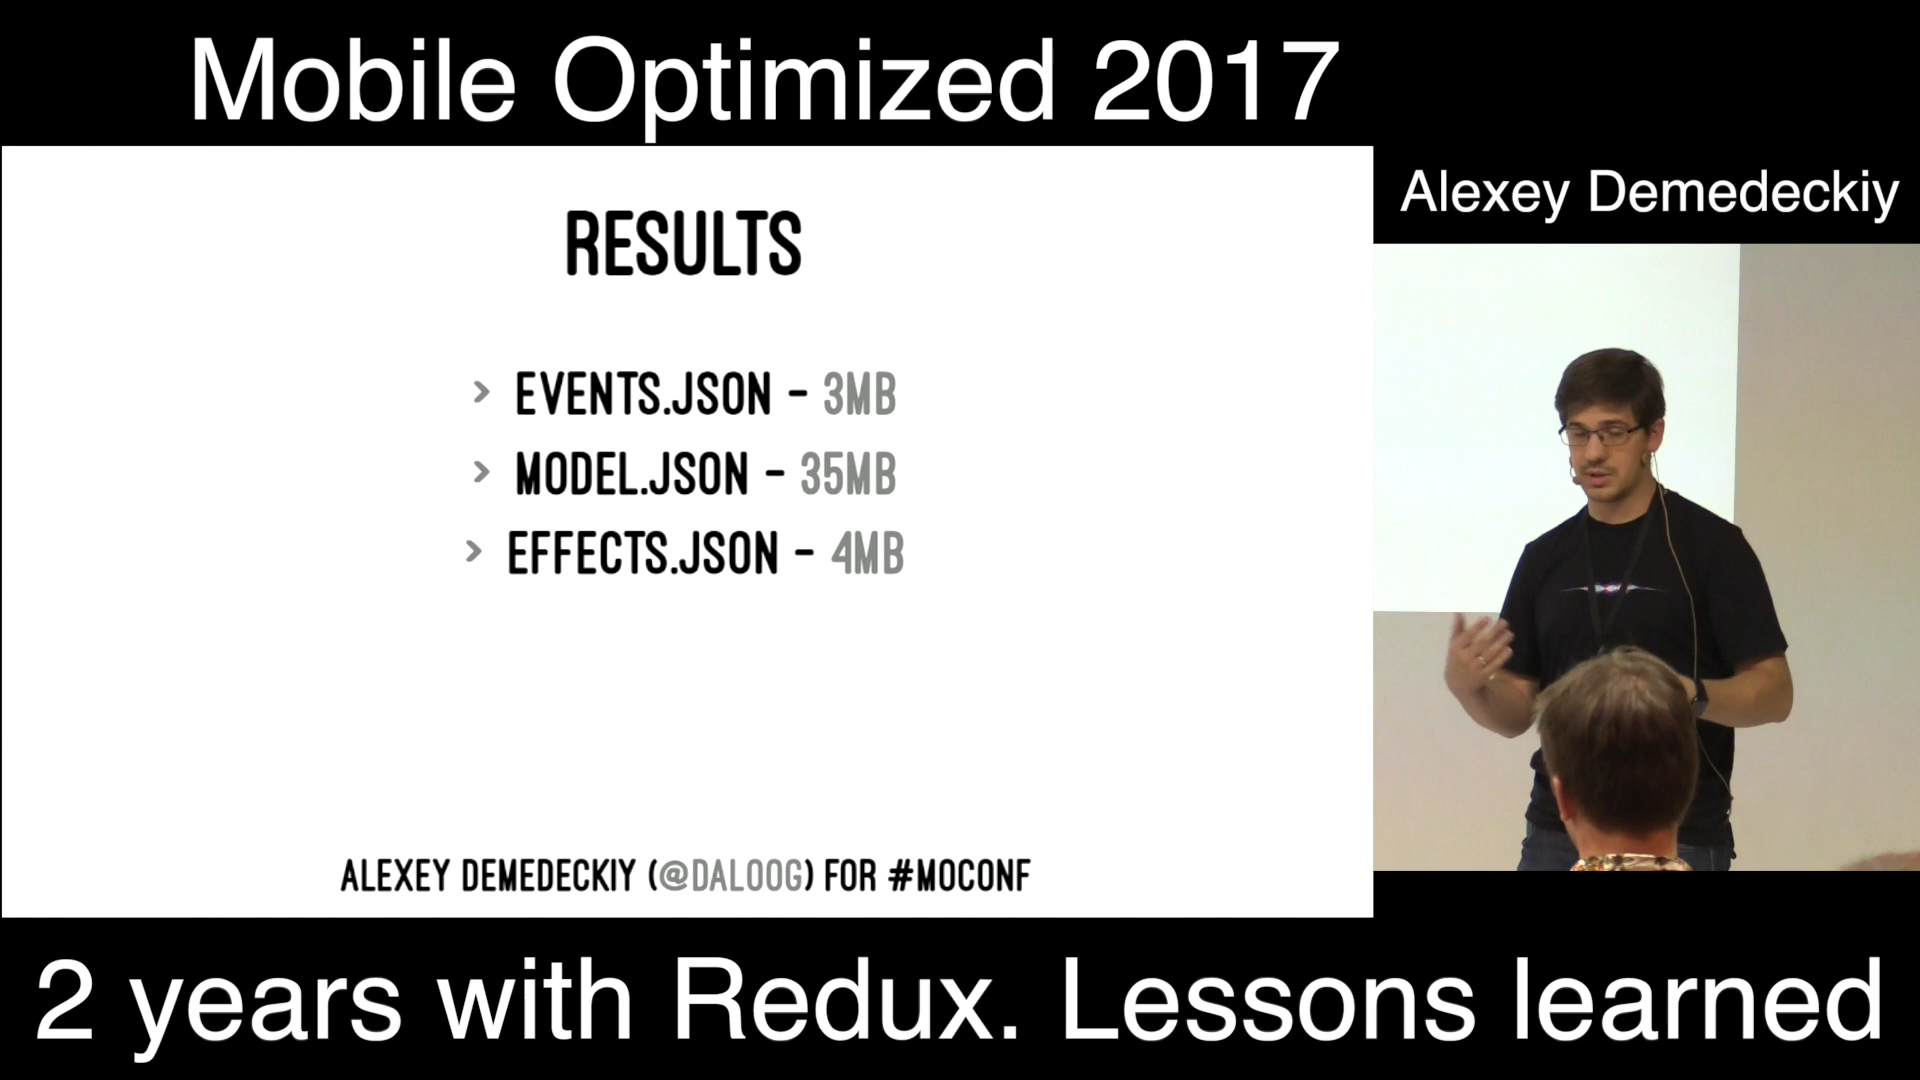 Mobile Optimized 2017
Alexey Demedeckiy
RESULTS
> EVENTS.JSON - 3MB
> MODEL.JSON - 35MB
> EFFECTS.JSON - 4MB
ALEXEY DEMEDECKIY (@DALOOG) FOR #MOCONF
2 years with Redux. Lessons learned